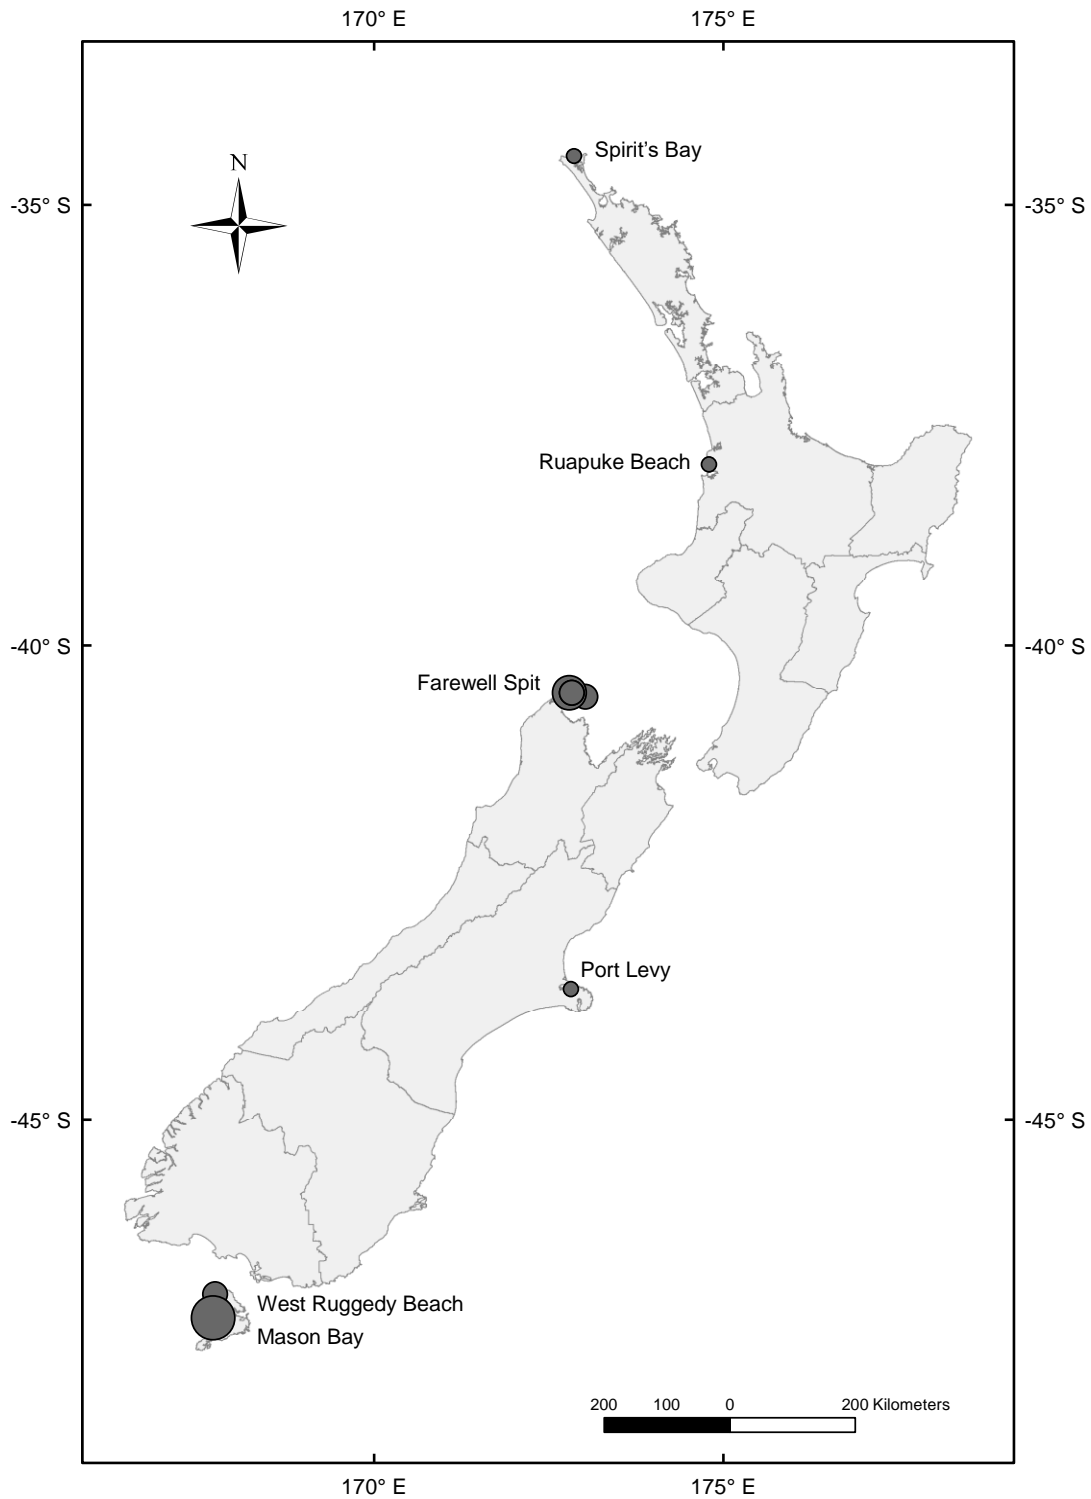 170° E 175° E
N
Spirit's Bay
-35° S -35° S
Ruapuke Beach
-40° S -40° S
Farewell Spit
Port Levy
-45° S -45° S
West Ruggedy Beach
Mason Bay
200 100 0 200 Kilometers
170° E 175° E